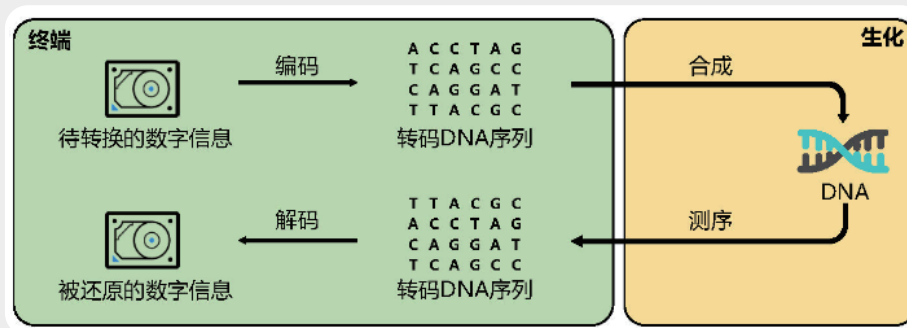 终端
生化
编码
A C C T A G
T C A G C C
C A G G A T
T T A C G C
合成
待转换的数字信息
转码DNA序列
DNA
解码
T T A C G C
A C C T A G
C A G G A T
T C A G C C
测序
被还原的数字信息
转码DNA序列